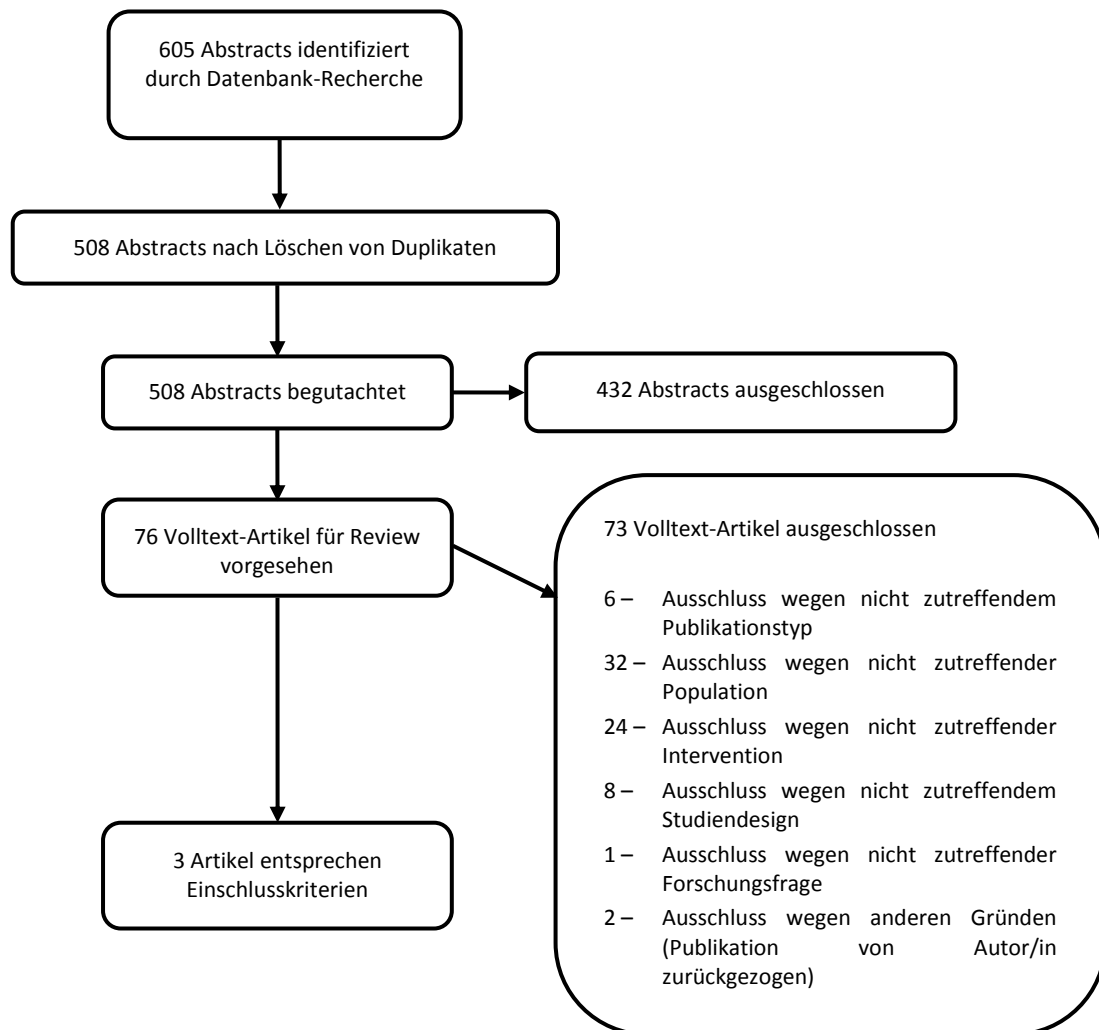 605 Abstracts identifiziert
durch Datenbank-Recherche
508 Abstracts nach Löschen von Duplikaten
508 Abstracts begutachtet
432 Abstracts ausgeschlossen
76 Volltext-Artikel für Review
vorgesehen
73 Volltext-Artikel ausgeschlossen
6 – Ausschluss wegen nicht zutreffendem
Publikationstyp
32 – Ausschluss wegen nicht zutreffender
Population
24 – Ausschluss wegen nicht zutreffender
Intervention
8 – Ausschluss wegen nicht zutreffendem
Studiendesign
1 – Ausschluss wegen nicht zutreffender
Forschungsfrage
2 – Ausschluss wegen anderen Gründen
(Publikation von Autor/in
zurückgezogen)
3 Artikel entsprechen
Einschlusskriterien